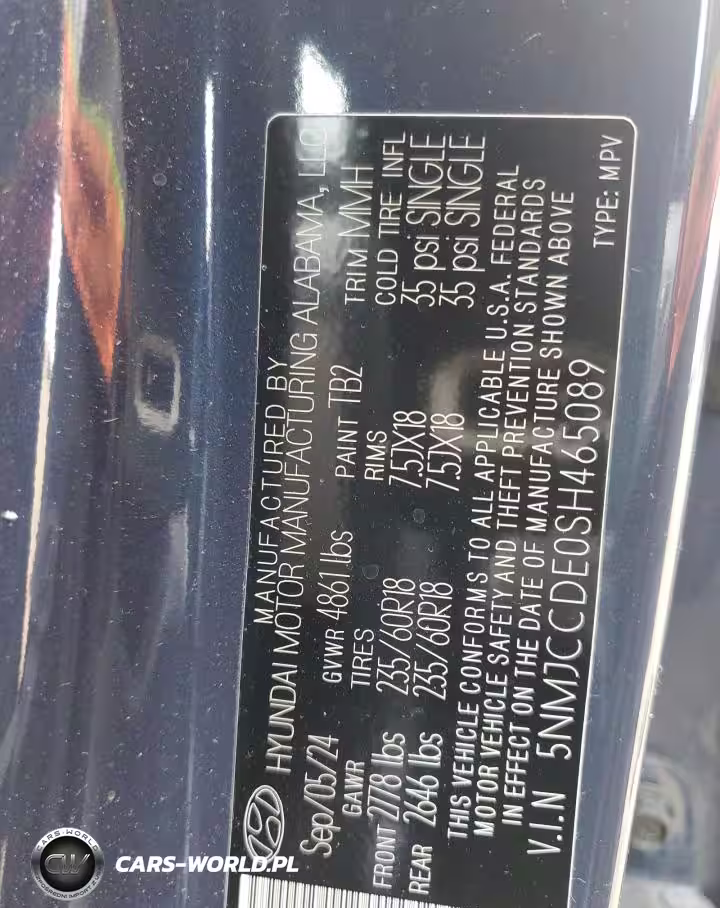 MANUFACTURED BY
HYUNDAI MOTOR MANUFACTURING ALABAMA, LLC
Sep/05/24 GVWR 4861 lbs PAINT TB2 TRIM MMH
GAWR TIRES RIMS COLD TIRE INFL
FRONT 2778 lbs 235/60R18 7.5JX18 35 psi SINGLE
REAR 2646 lbs 235/60R18 7.5JX18 35 psi SINGLE
THIS VEHICLE CONFORMS TO ALL APPLICABLE U.S.A. FEDERAL
MOTOR VEHICLE SAFETY AND THEFT PREVENTION STANDARDS
IN EFFECT ON THE DATE OF MANUFACTURE SHOWN ABOVE
V.I.N 5NMJCCDE0SH465089 TYPE: MPV
CARS-WORLD
CW
CARS-WORLD.PL